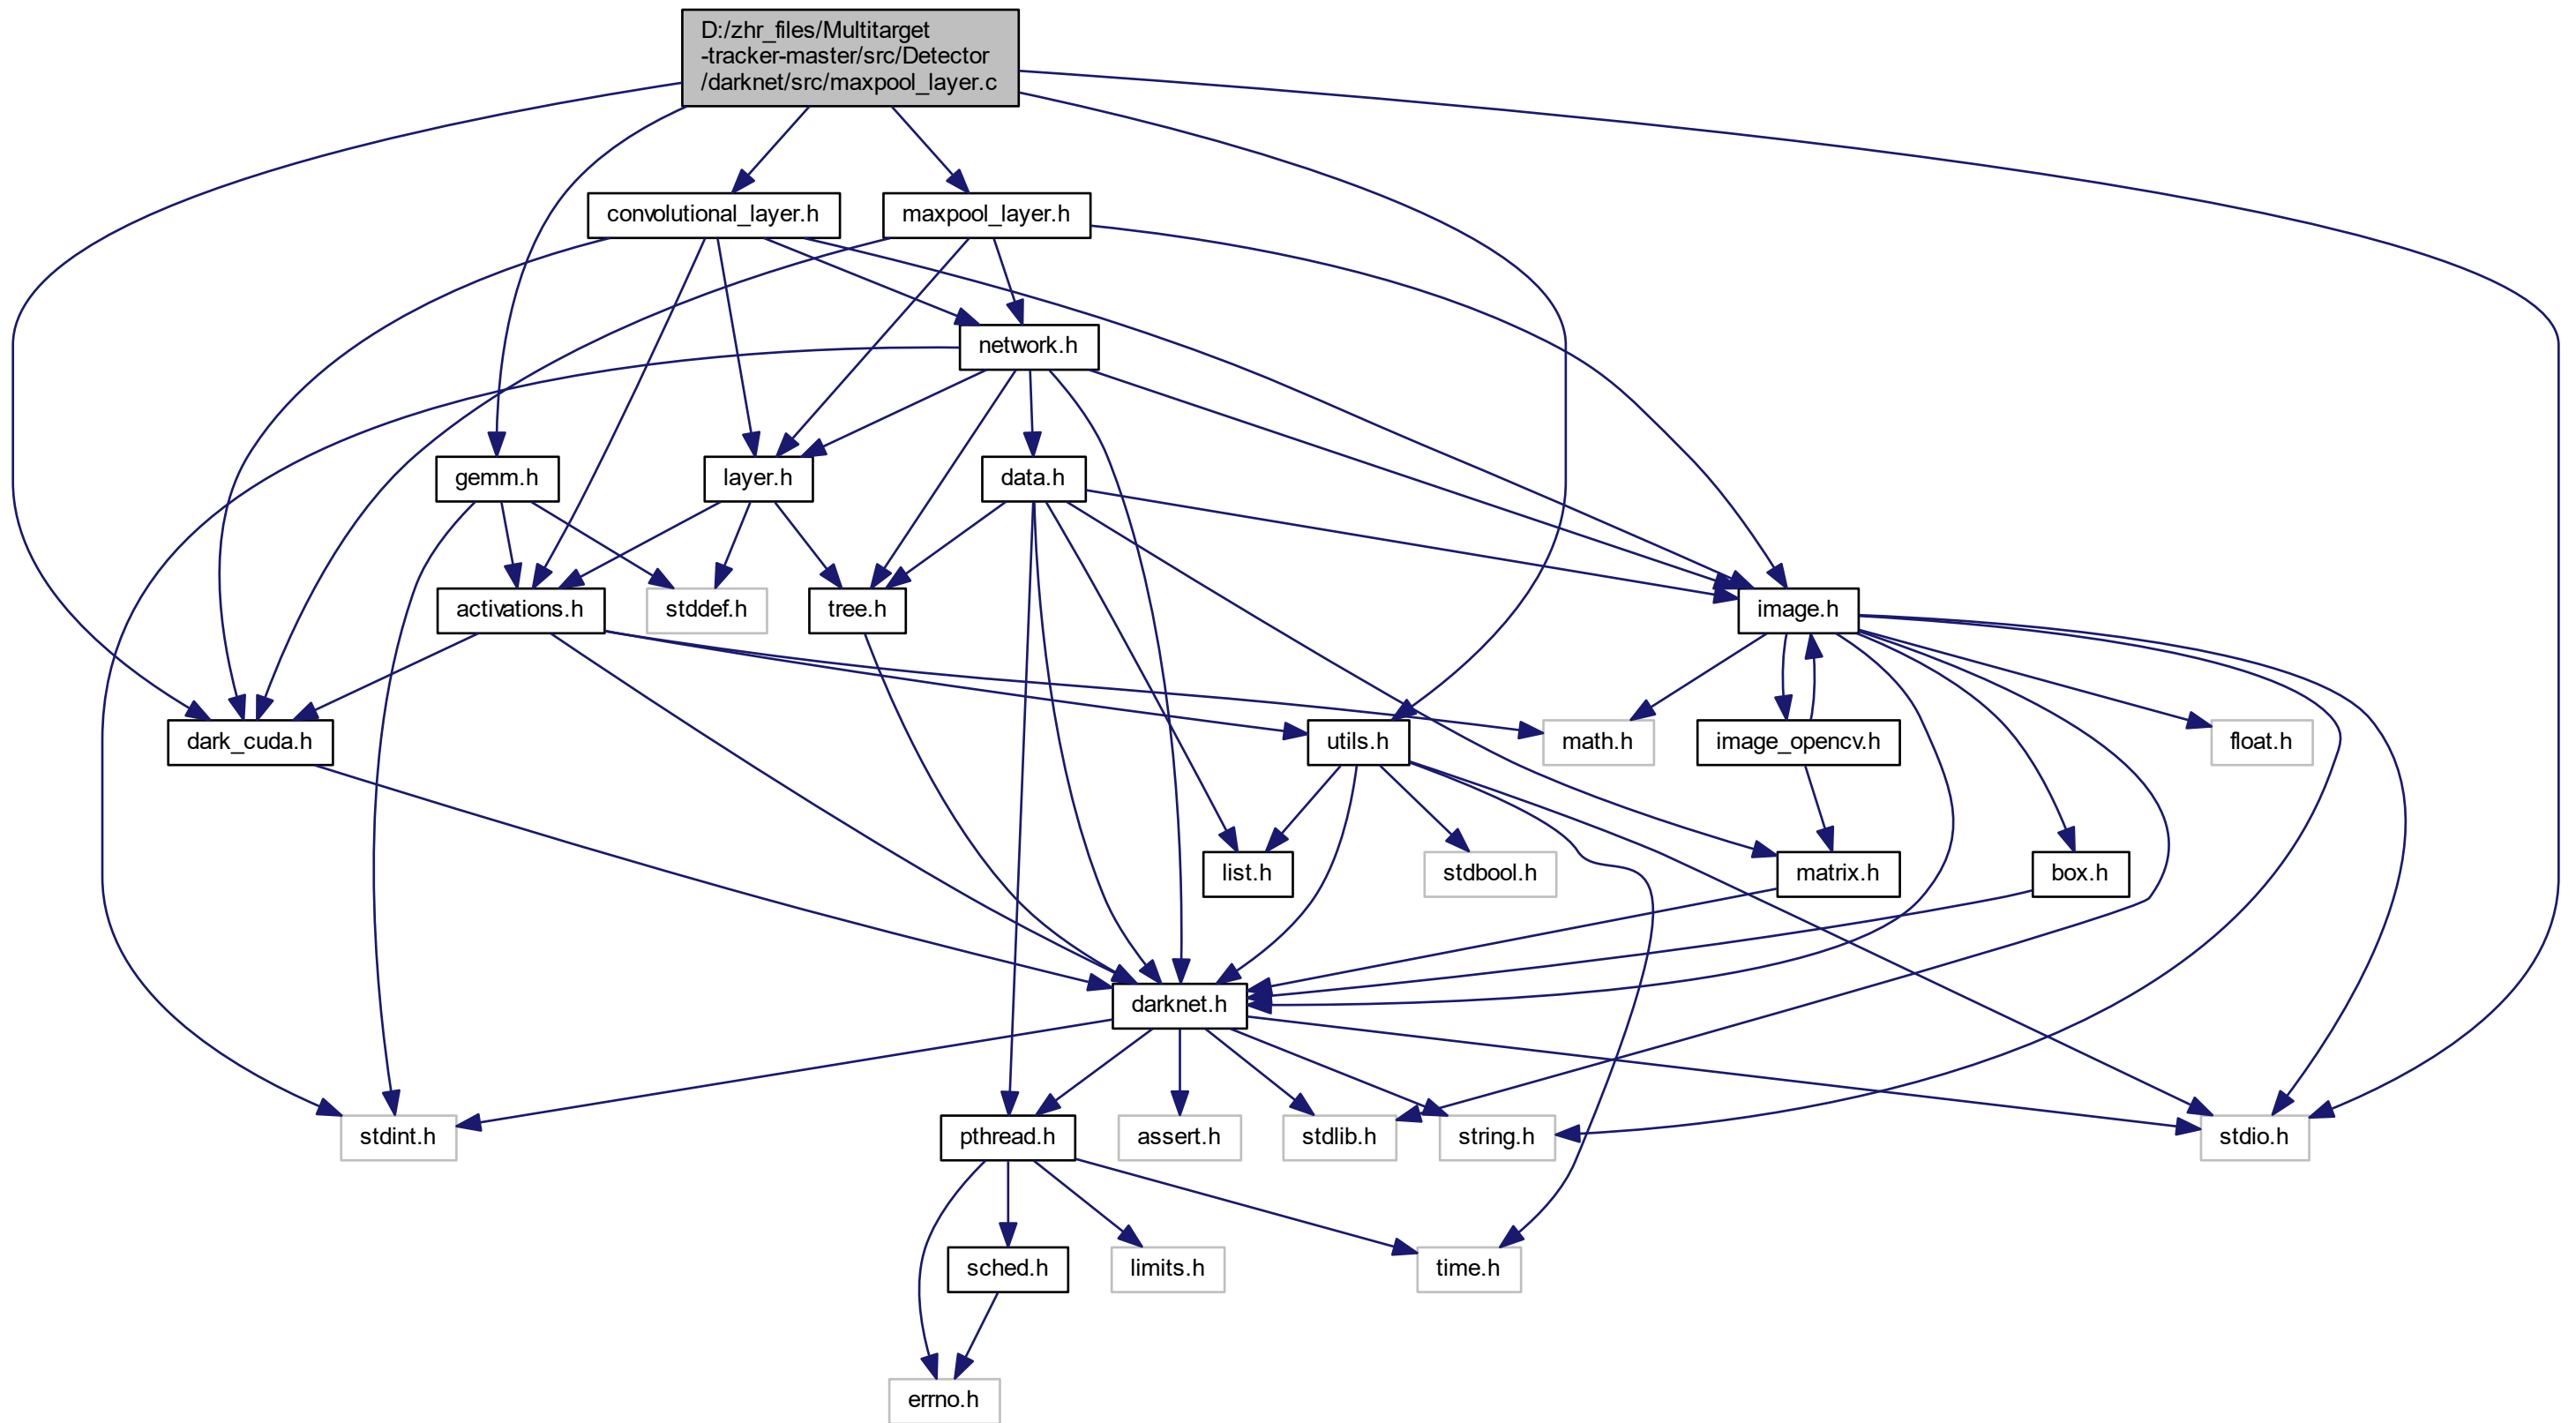 D:/zhr_files/Multitarget
-tracker-master/src/Detector
/darknet/src/maxpool_layer.c
convolutional_layer.h
maxpool_layer.h
network.h
gemm.h
layer.h
data.h
activations.h
stddef.h
tree.h
image.h
dark_cuda.h
utils.h
math.h
image_opencv.h
float.h
list.h
stdbool.h
matrix.h
box.h
darknet.h
stdint.h
pthread.h
assert.h
stdlib.h
string.h
stdio.h
sched.h
limits.h
time.h
errno.h